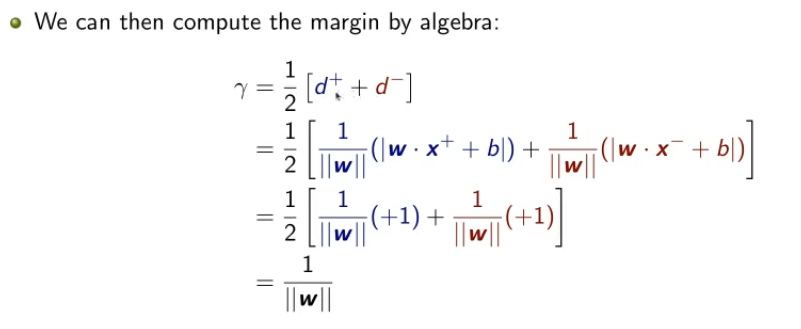 We can then compute the margin by algebra:
γ = 1/2 [d⁺ + d⁻]
= 1/2 [1/||w|| (|w · x⁺ + b|) + 1/||w|| (|w · x⁻ + b|)]
= 1/2 [1/||w|| (+1) + 1/||w|| (+1)]
= 1/||w||